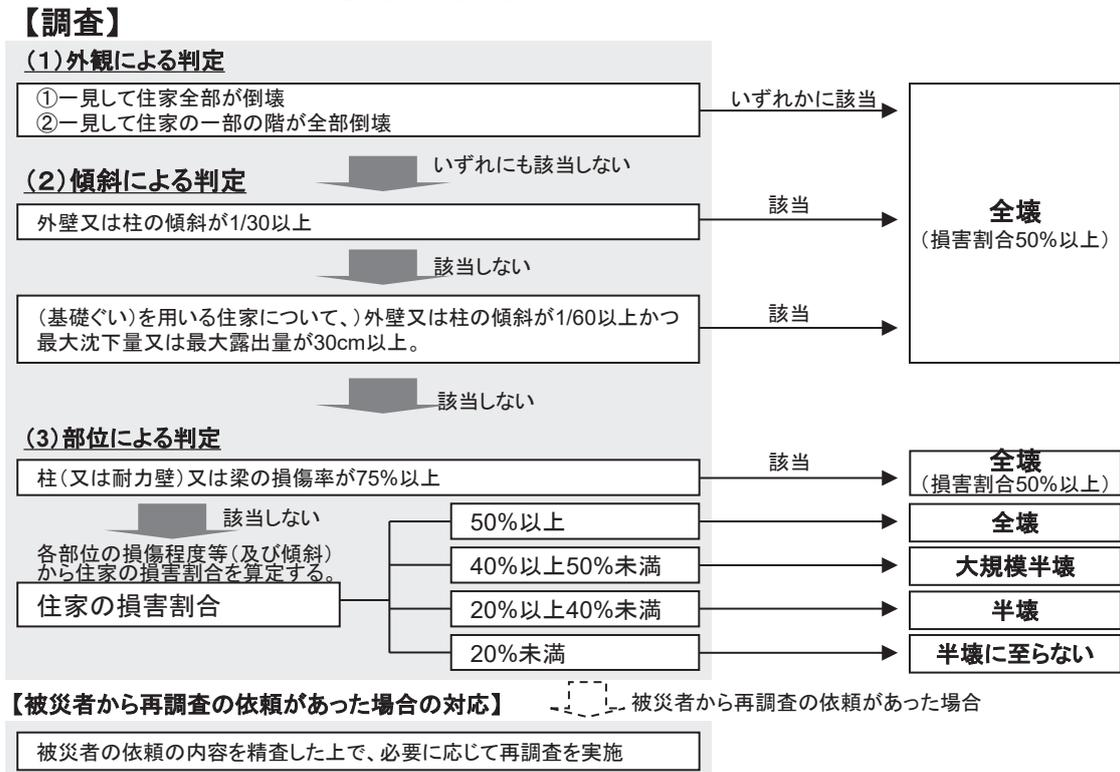 【調査】
(1)外観による判定
①一見して住家全部が倒壊
②一見して住家の一部の階が全部倒壊
いずれかに該当
いずれにも該当しない
(2)傾斜による判定
外壁又は柱の傾斜が1/30以上
該当
全壊
(損害割合50%以上)
該当しない
(基礎ぐい)を用いる住家について、)外壁又は柱の傾斜が1/60以上かつ
最大沈下量又は最大露出量が30cm以上。
該当
該当しない
(3)部位による判定
柱(又は耐力壁)又は梁の損傷率が75%以上
該当
全壊
(損害割合50%以上)
該当しない
各部位の損傷程度等(及び傾斜)
から住家の損害割合を算定する。
住家の損害割合
50%以上
全壊
40%以上50%未満
大規模半壊
20%以上40%未満
半壊
20%未満
半壊に至らない
【被災者から再調査の依頼があった場合の対応】
被災者から再調査の依頼があった場合
被災者の依頼の内容を精査した上で、必要に応じて再調査を実施